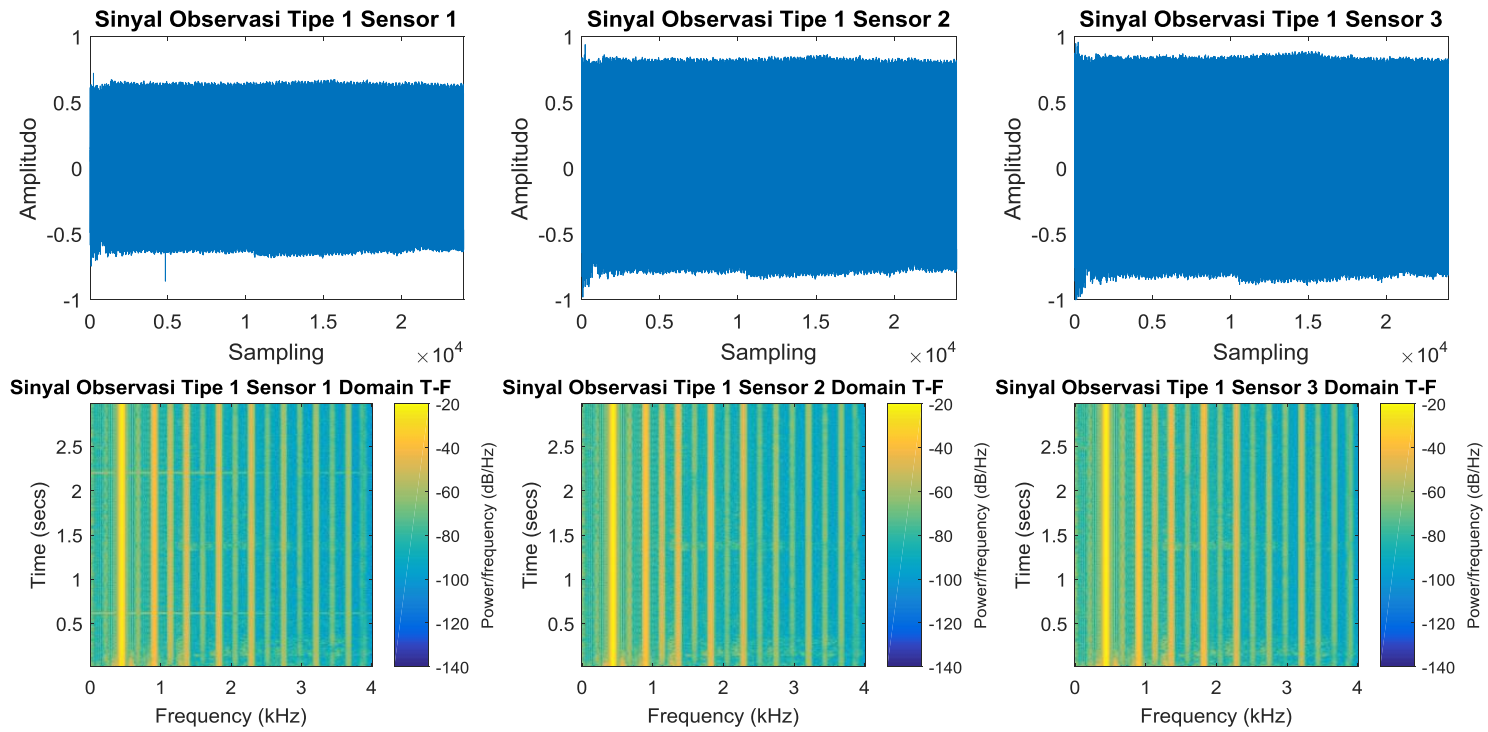 Sinyal Observasi Tipe 1 Sensor 1
1
0.5
0
-0.5
-1
Amplitudo
0 0.5 1 1.5 2
Sampling
×10^4
Sinyal Observasi Tipe 1 Sensor 2
1
0.5
0
-0.5
-1
Amplitudo
0 0.5 1 1.5 2
Sampling
×10^4
Sinyal Observasi Tipe 1 Sensor 3
1
0.5
0
-0.5
-1
Amplitudo
0 0.5 1 1.5 2
Sampling
×10^4
Sinyal Observasi Tipe 1 Sensor 1 Domain T-F
2.5
2
1.5
1
0.5
Time (secs)
0 1 2 3 4
Frequency (kHz)
-20
-40
-60
-80
-100
-120
-140
Power/frequency (dB/Hz)
Sinyal Observasi Tipe 1 Sensor 2 Domain T-F
2.5
2
1.5
1
0.5
Time (secs)
0 1 2 3 4
Frequency (kHz)
-20
-40
-60
-80
-100
-120
-140
Power/frequency (dB/Hz)
Sinyal Observasi Tipe 1 Sensor 3 Domain T-F
2.5
2
1.5
1
0.5
Time (secs)
0 1 2 3 4
Frequency (kHz)
-20
-40
-60
-80
-100
-120
-140
Power/frequency (dB/Hz)